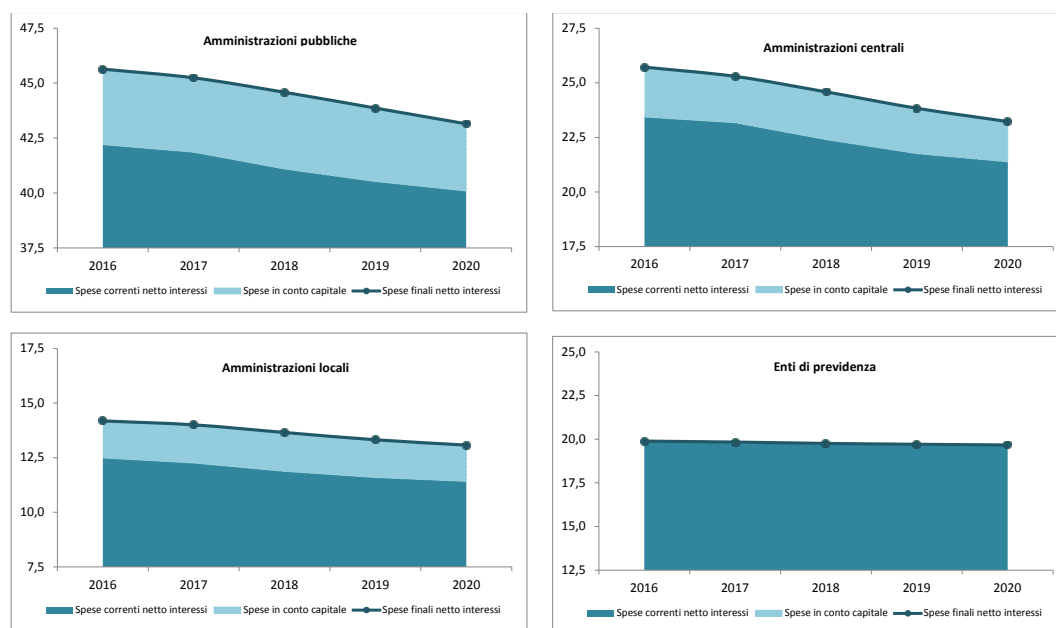 Amministrazioni pubbliche
47,5
45,0
42,5
40,0
37,5
2016 2017 2018 2019 2020
Spese correnti netto interessi Spese in conto capitale Spese finali netto interessi
Amministrazioni centrali
27,5
25,0
22,5
20,0
17,5
2016 2017 2018 2019 2020
Spese correnti netto interessi Spese in conto capitale Spese finali netto interessi
Amministrazioni locali
17,5
15,0
12,5
10,0
7,5
2016 2017 2018 2019 2020
Spese correnti netto interessi Spese in conto capitale Spese finali netto interessi
Enti di previdenza
25,0
22,5
20,0
17,5
15,0
12,5
2016 2017 2018 2019 2020
Spese correnti netto interessi Spese in conto capitale Spese finali netto interessi